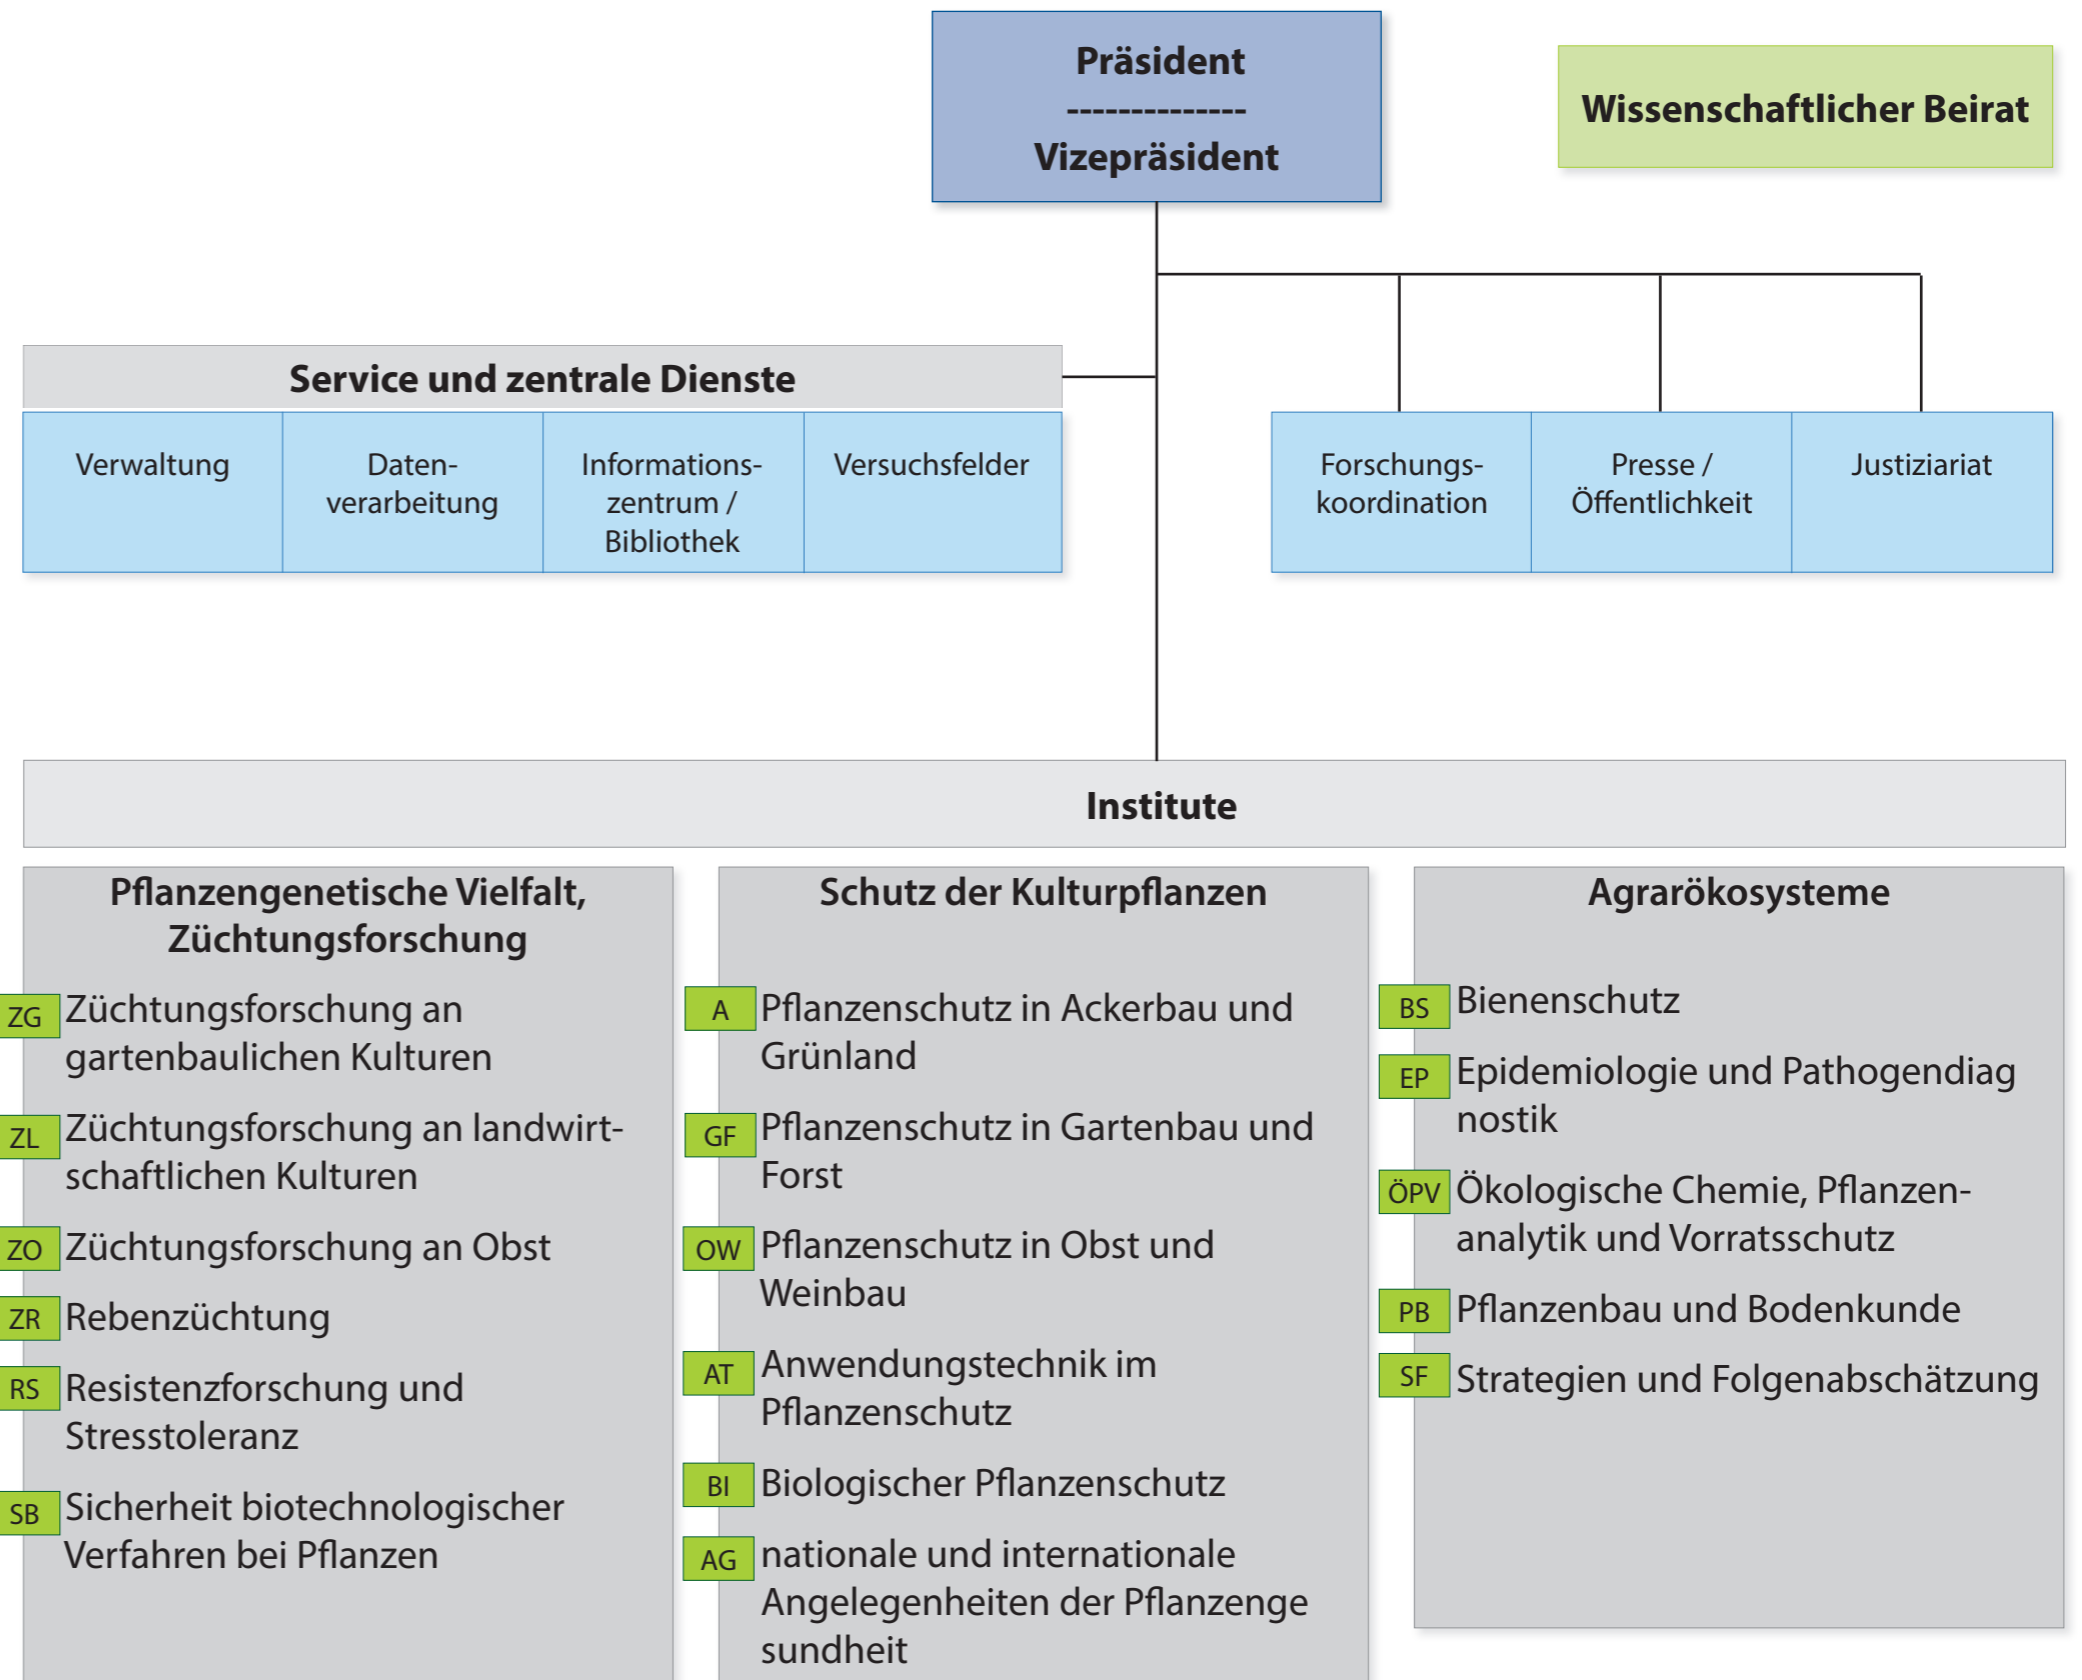 Präsident
--------------
Vizepräsident
Wissenschaftlicher Beirat
Service und zentrale Dienste
Verwaltung
Daten-
verarbeitung
Informations-
zentrum /
Bibliothek
Versuchsfelder
Forschungs-
koordination
Presse /
Öffentlichkeit
Justiziariat
Institute
Pflanzengenetische Vielfalt,
Züchtungsforschung
ZG Züchtungsforschung an
gartenbaulichen Kulturen
ZL Züchtungsforschung an landwirt-
schaftlichen Kulturen
ZO Züchtungsforschung an Obst
ZR Rebenzüchtung
RS Resistenzforschung und
Stresstoleranz
SB Sicherheit biotechnologischer
Verfahren bei Pflanzen
Schutz der Kulturpflanzen
A Pflanzenschutz in Ackerbau und
Grünland
GF Pflanzenschutz in Gartenbau und
Forst
OW Pflanzenschutz in Obst und
Weinbau
AT Anwendungstechnik im
Pflanzenschutz
BI Biologischer Pflanzenschutz
AG nationale und internationale
Angelegenheiten der Pflanzenge
sundheit
Agrarökosysteme
BS Bienenschutz
EP Epidemiologie und Pathogendiag
nostik
ÖPV Ökologische Chemie, Pflanzen-
analytik und Vorratsschutz
PB Pflanzenbau und Bodenkunde
SF Strategien und Folgenabschätzung